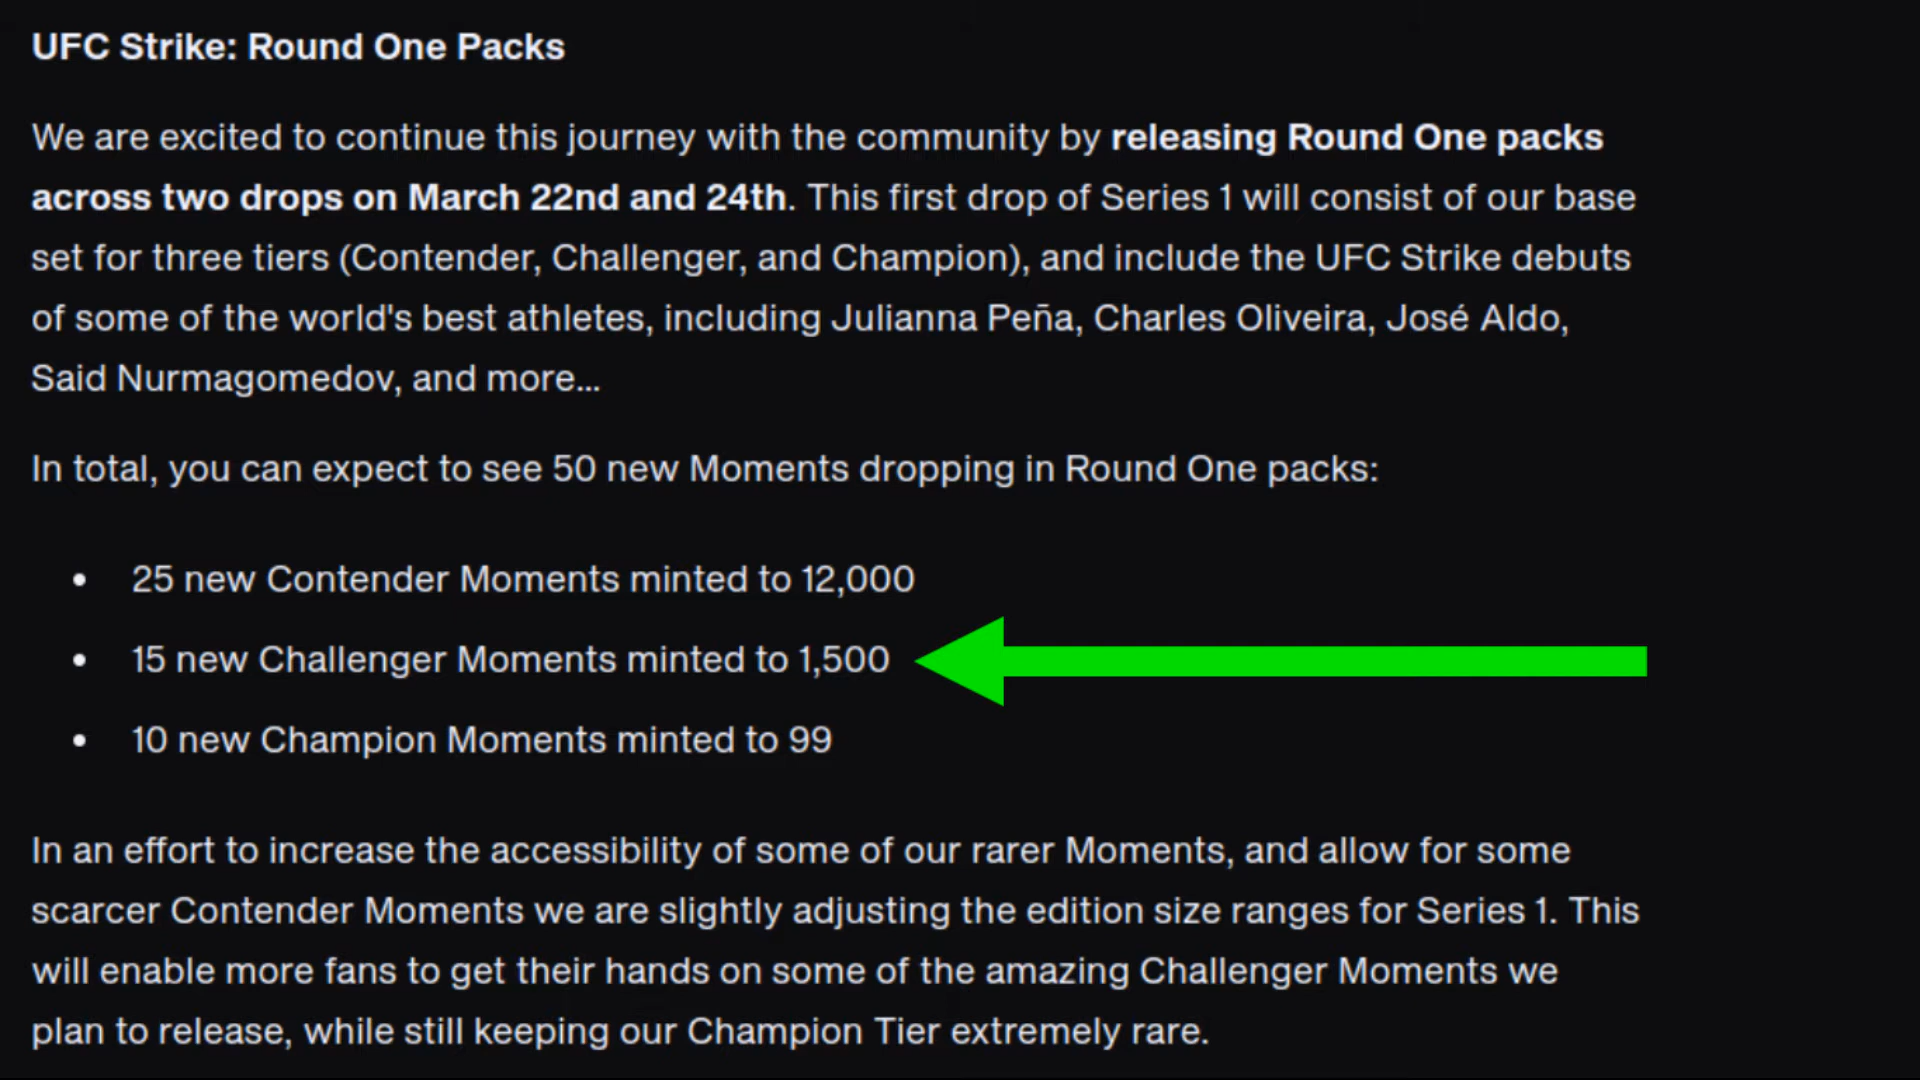 UFC Strike: Round One Packs
We are excited to continue this journey with the community by releasing Round One packs
across two drops on March 22nd and 24th. This first drop of Series 1 will consist of our base
set for three tiers (Contender, Challenger, and Champion), and include the UFC Strike debuts
of some of the world's best athletes, including Julianna Peña, Charles Oliveira, José Aldo,
Said Nurmagomedov, and more...
In total, you can expect to see 50 new Moments dropping in Round One packs:
• 25 new Contender Moments minted to 12,000
• 15 new Challenger Moments minted to 1,500
• 10 new Champion Moments minted to 99
In an effort to increase the accessibility of some of our rarer Moments, and allow for some
scarcer Contender Moments we are slightly adjusting the edition size ranges for Series 1. This
will enable more fans to get their hands on some of the amazing Challenger Moments we
plan to release, while still keeping our Champion Tier extremely rare.